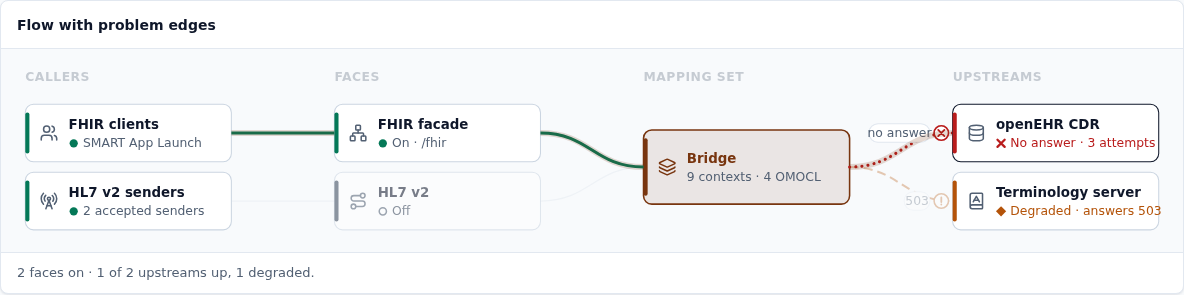 Flow with problem edges
CALLERS
FACES
MAPPING SET
UPSTREAMS
FHIR clients
SMART App Launch
FHIR facade
On · /fhir
no answer
openEHR CDR
No answer · 3 attempts
Bridge
9 contexts · 4 OMOCL
HL7 v2 senders
2 accepted senders
HL7 v2
Off
503
Terminology server
Degraded · answers 503
2 faces on · 1 of 2 upstreams up, 1 degraded.